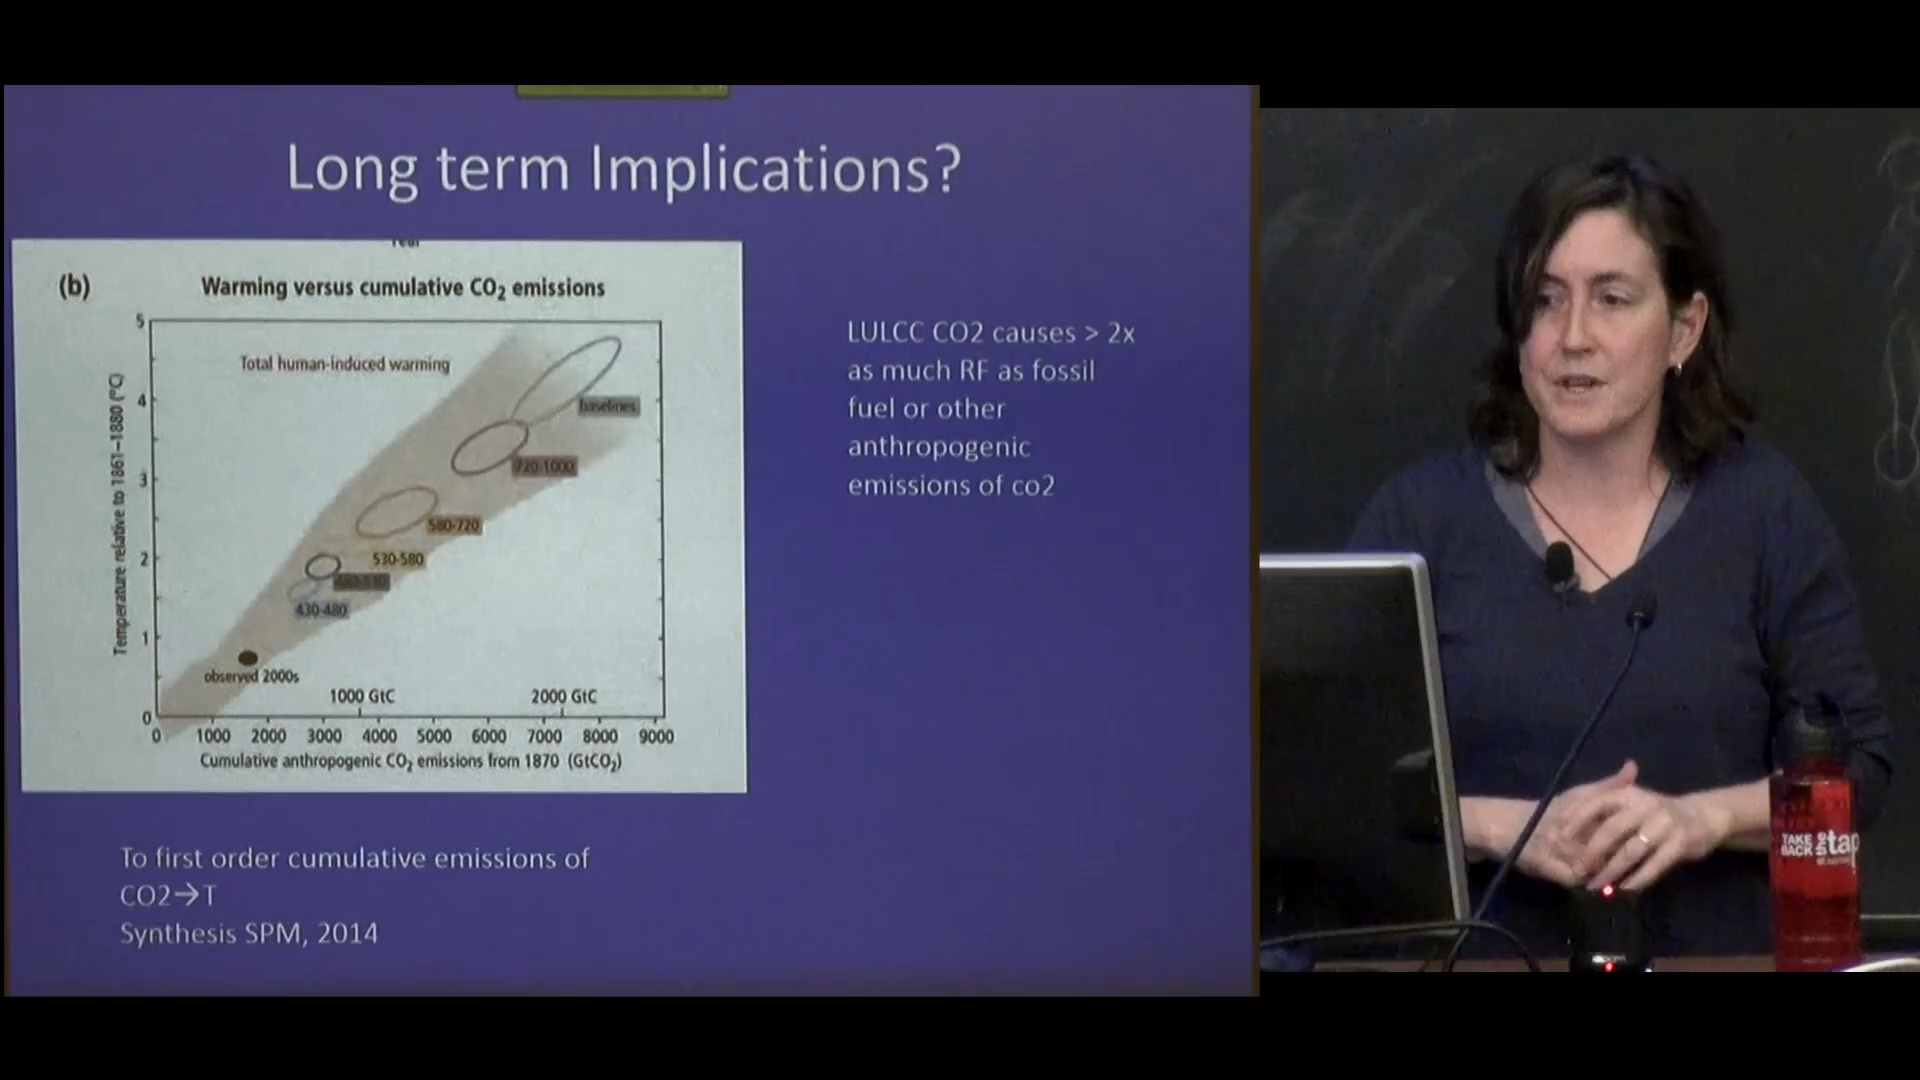 Long term Implications?
(b)
Warming versus cumulative CO2 emissions
Total human-induced warming
Temperature relative to 1861–1880 (°C)
5
4
3
2
1
0
baselines
720-1000
580-720
530-580
430-480
observed 2000s
1000 GtC
2000 GtC
0 1000 2000 3000 4000 5000 6000 7000 8000 9000
Cumulative anthropogenic CO2 emissions from 1870 (GtCO2)
LULCC CO2 causes > 2x
as much RF as fossil
fuel or other
anthropogenic
emissions of co2
To first order cumulative emissions of
CO2→T
Synthesis SPM, 2014
TAKE
BACK
the
tap